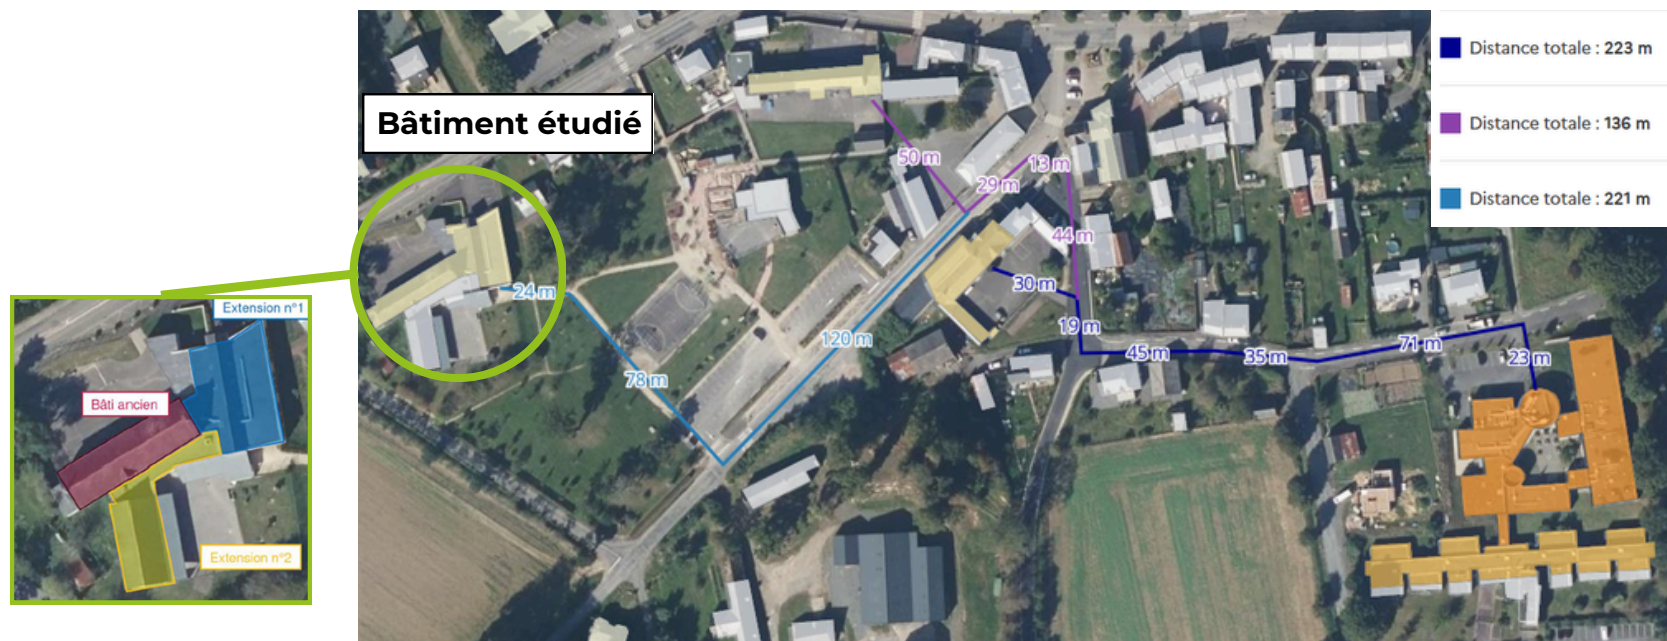 Distance totale : 223 m
Distance totale : 136 m
Distance totale : 221 m
Bâtiment étudié
50 m
13 m
29 m
44 m
24 m
30 m
19 m
120 m
45 m
35 m
71 m
23 m
78 m
Extension n°1
Bâti ancien
Extension n°2